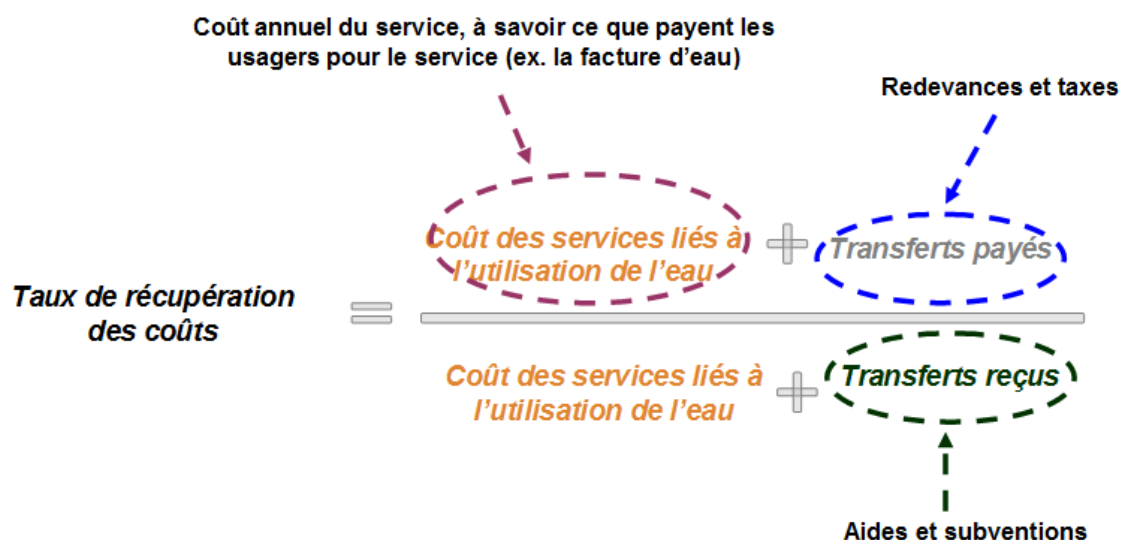 Coût annuel du service, à savoir ce que payent les
usagers pour le service (ex. la facture d'eau)
Redevances et taxes
Coût des services liés à
l'utilisation de l'eau
+
Transferts payés
Taux de récupération
des coûts
=
Coût des services liés à
l'utilisation de l'eau
+
Transferts reçus
Aides et subventions